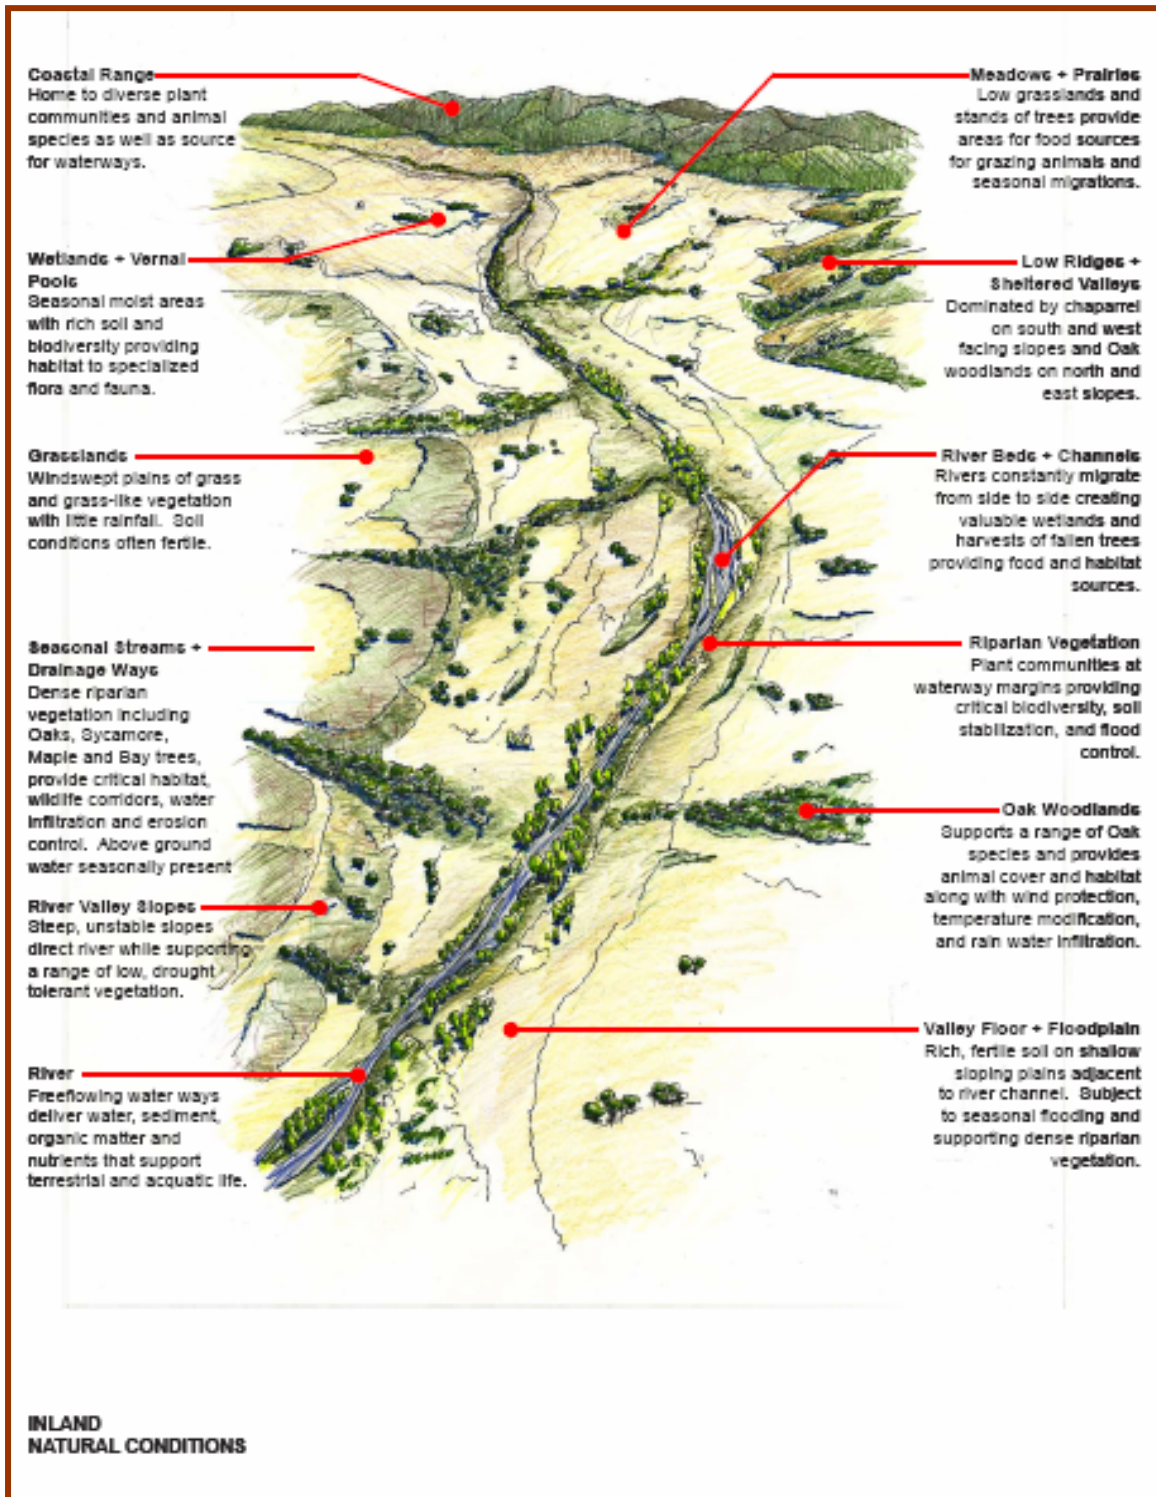 Coastal Range
Home to diverse plant
communities and animal
species as well as source
for waterways.
Wetlands + Vernal
Pools
Seasonal moist areas
with rich soil and
biodiversity providing
habitat to specialized
flora and fauna.
Grasslands
Windswept plains of grass
and grass-like vegetation
with little rainfall.  Soil
conditions often fertile.
Seasonal Streams +
Drainage Ways
Dense riparian
vegetation including
Oaks, Sycamore,
Maple and Bay trees,
provide critical habitat,
wildlife corridors, water
infiltration and erosion
control.  Above ground
water seasonally present
River Valley Slopes
Steep, unstable slopes
direct river while supporting
a range of low, drought
tolerant vegetation.
River
Freeflowing water ways
deliver water, sediment,
organic matter and
nutrients that support
terrestrial and acquatic life.
Meadows + Prairies
Low grasslands and
stands of trees provide
areas for food sources
for grazing animals and
seasonal migrations.
Low Ridges +
Sheltered Valleys
Dominated by chaparrel
on south and west
facing slopes and Oak
woodlands on north and
east slopes.
River Beds + Channels
Rivers constantly migrate
from side to side creating
valuable wetlands and
harvests of fallen trees
providing food and habitat
sources.
Riparian Vegetation
Plant communities at
waterway margins providing
critical biodiversity, soil
stabilization, and flood
control.
Oak Woodlands
Supports a range of Oak
species and provides
animal cover and habitat
along with wind protection,
temperature modification,
and rain water infiltration.
Valley Floor + Floodplain
Rich, fertile soil on shallow
sloping plains adjacent
to river channel.  Subject
to seasonal flooding and
supporting dense riparian
vegetation.
INLAND
NATURAL CONDITIONS